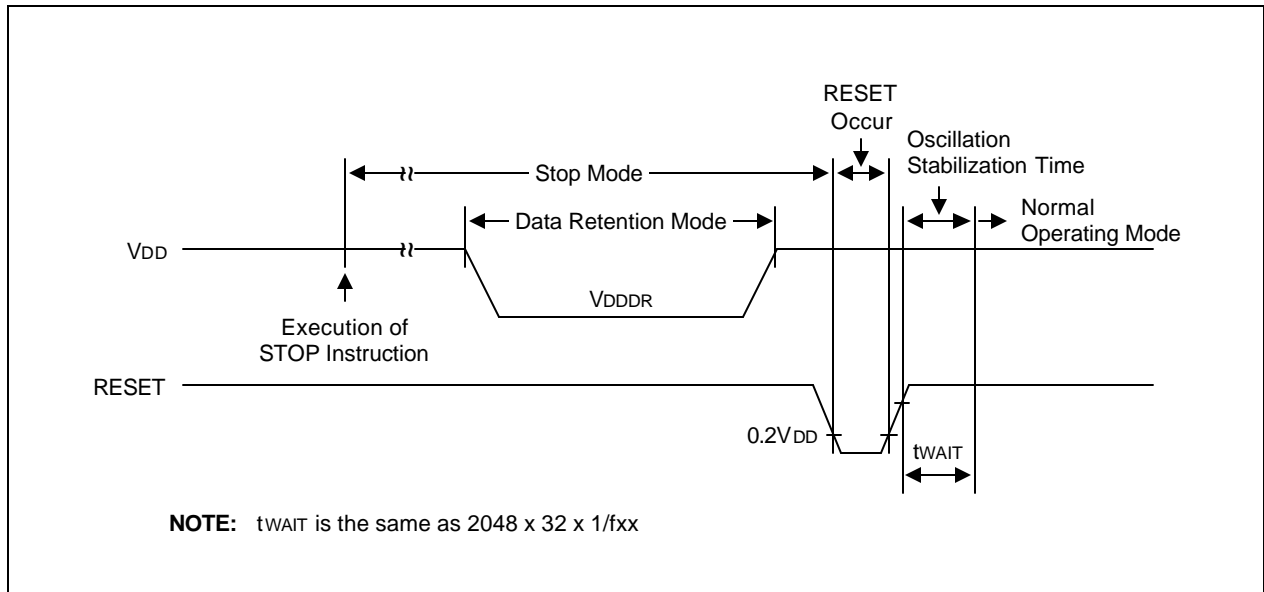 RESET
Occur
Oscillation
Stabilization Time
Stop Mode
Data Retention Mode
Normal
Operating Mode
VDD
VDDDR
Execution of
STOP Instruction
RESET
0.2VDD
tWAIT
NOTE: tWAIT is the same as 2048 x 32 x 1/fxx